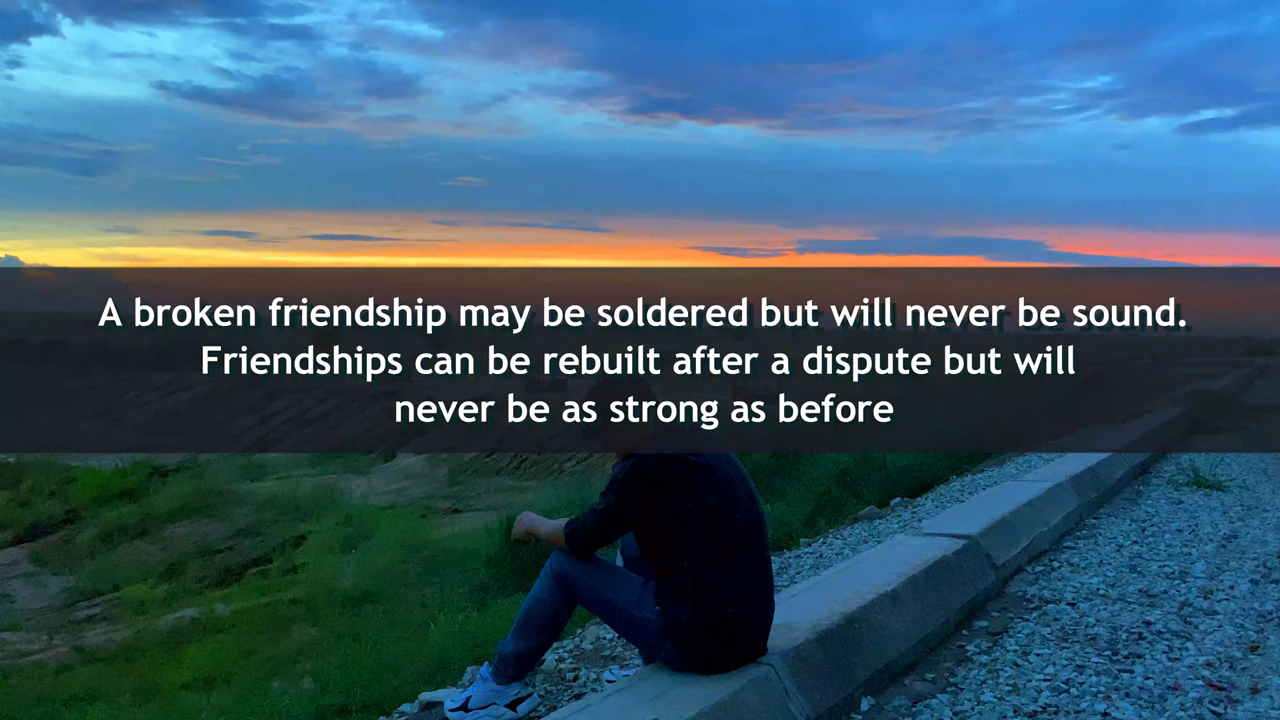 A broken friendship may be soldered but will never be sound.
Friendships can be rebuilt after a dispute but will
never be as strong as before